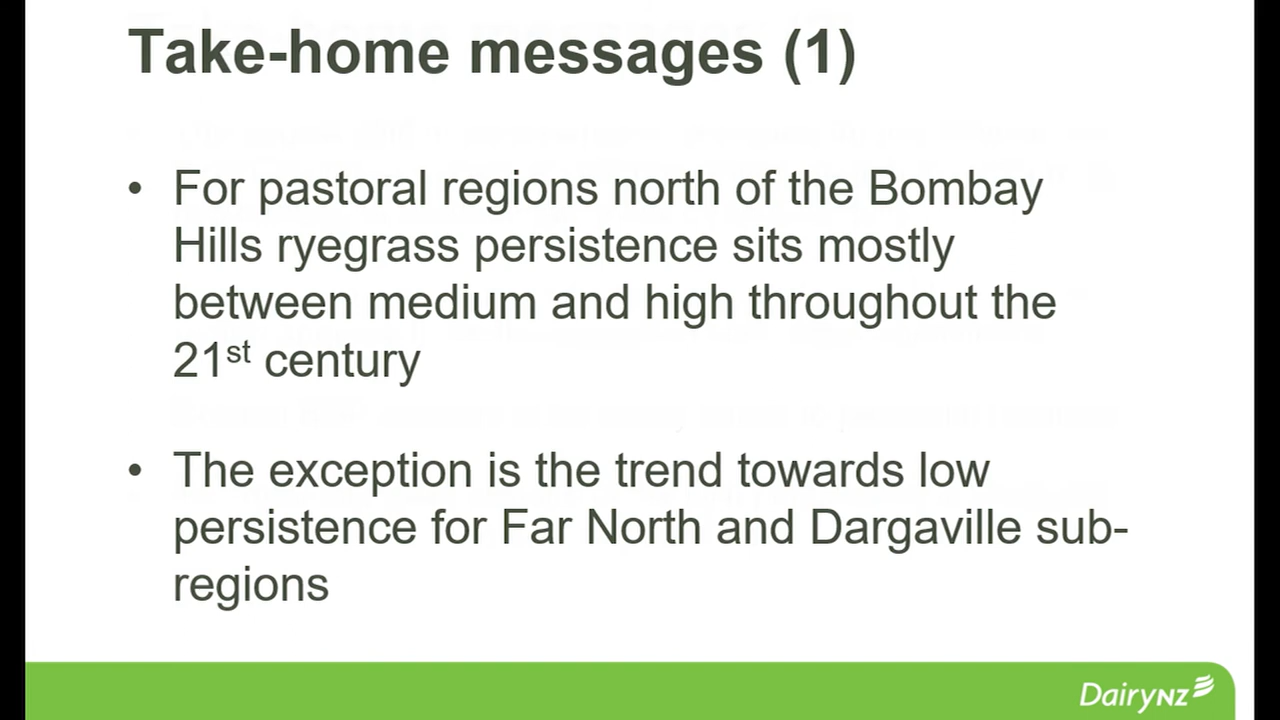 Take-home messages (1)
• For pastoral regions north of the Bombay
Hills ryegrass persistence sits mostly
between medium and high throughout the
21st century
• The exception is the trend towards low
persistence for Far North and Dargaville sub-
regions
DairyNZ